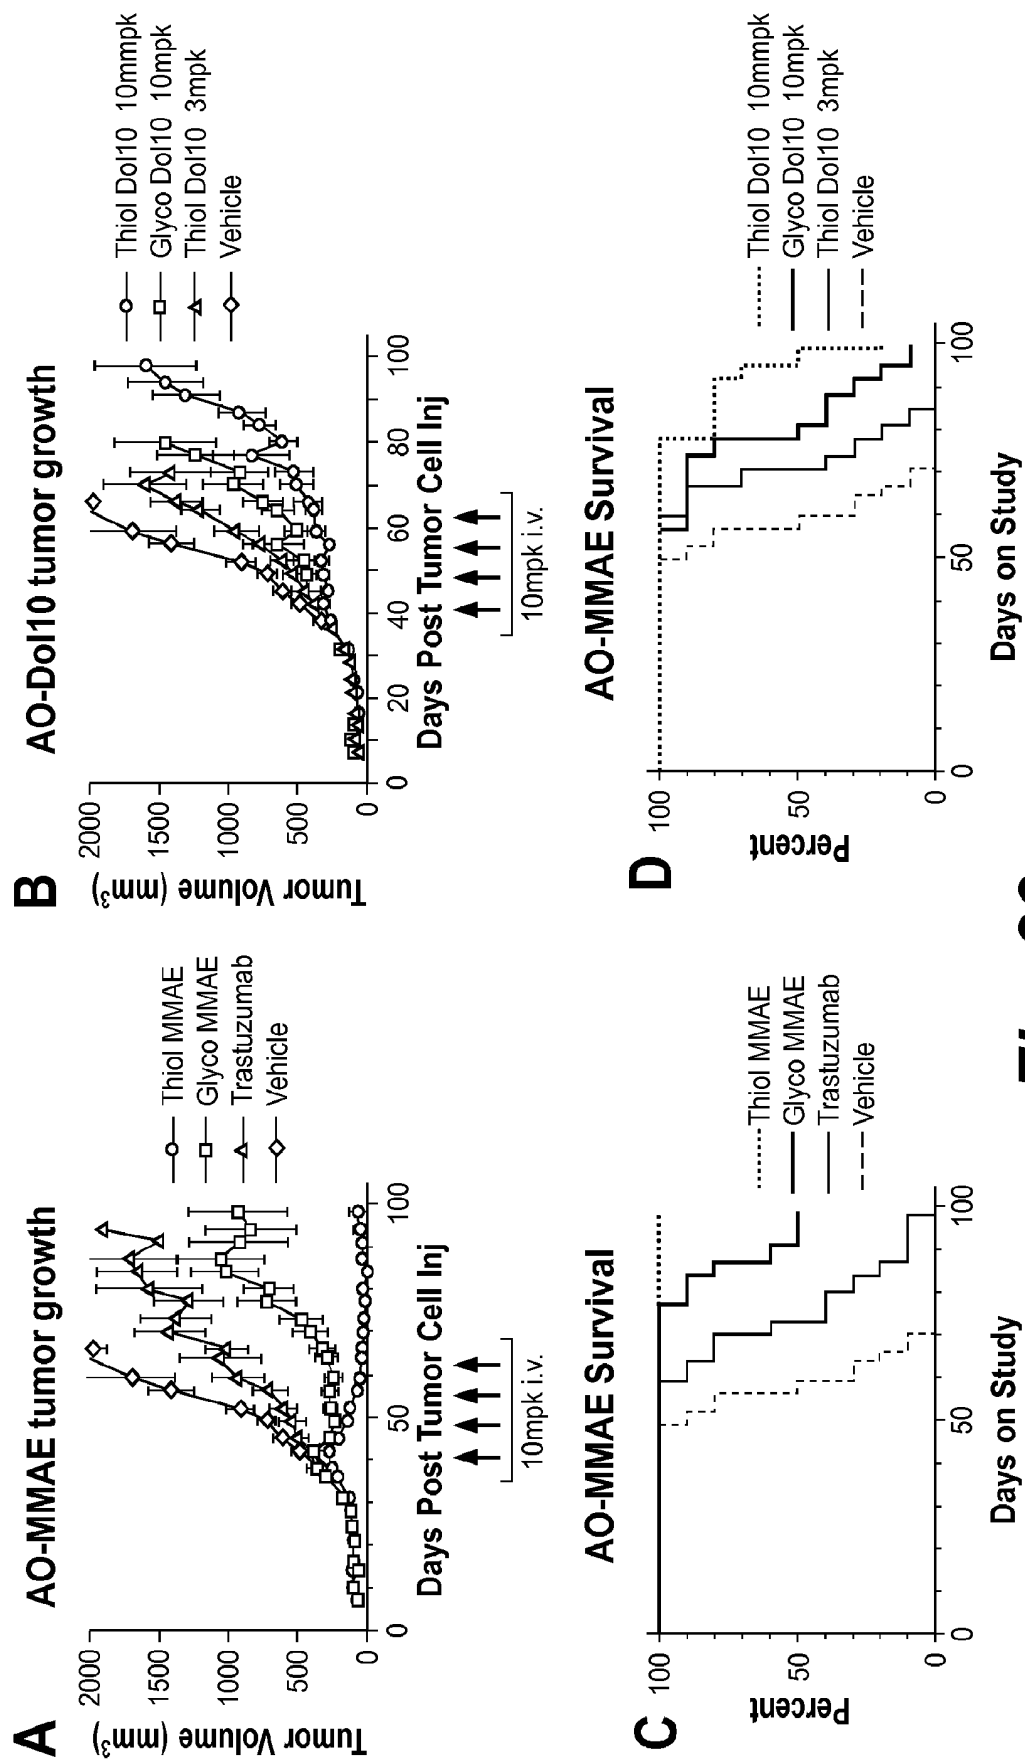 A
AO-MMAE tumor growth
Tumor Volume (mm³)
2000
1500
1000
500
0
0
50
100
Days Post Tumor Cell Inj
10mpk i.v.
Thiol MMAE
Glyco MMAE
Trastuzumab
Vehicle
B
AO-Dol10 tumor growth
Tumor Volume (mm³)
2000
1500
1000
500
0
0
20
40
60
80
100
Days Post Tumor Cell Inj
10mpk i.v.
Thiol Dol10 10mmpk
Glyco Dol10 10mpk
Thiol Dol10 3mpk
Vehicle
C
AO-MMAE Survival
Percent
100
50
0
0
50
100
Days on Study
Thiol MMAE
Glyco MMAE
Trastuzumab
Vehicle
D
AO-MMAE Survival
Percent
100
50
0
0
50
100
Days on Study
Thiol Dol10 10mmpk
Glyco Dol10 10mpk
Thiol Dol10 3mpk
Vehicle